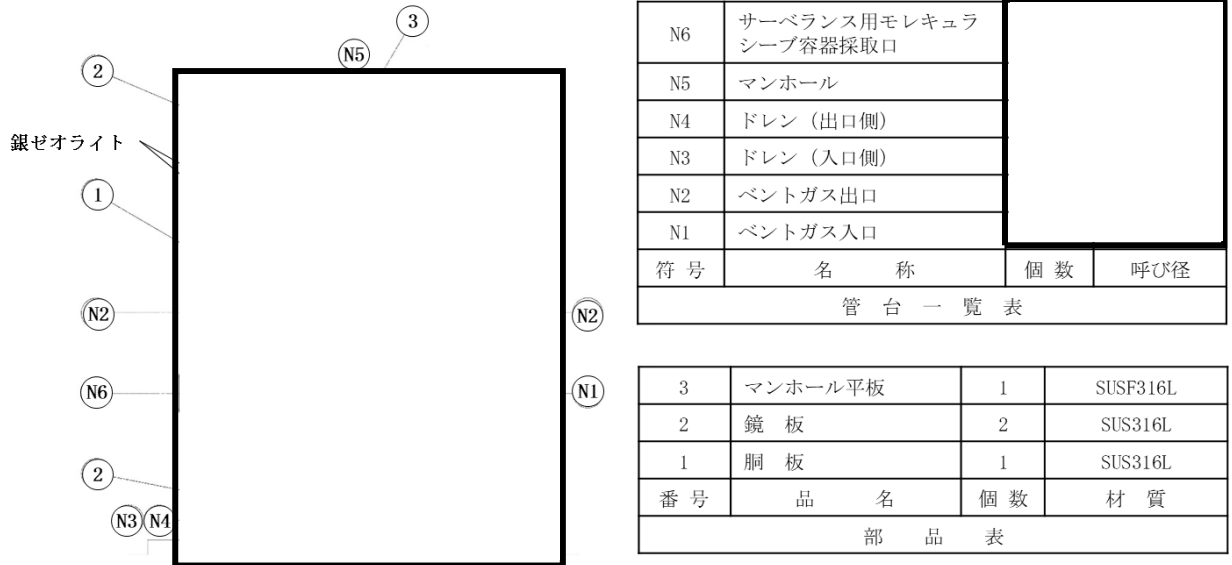 3
N5
2
銀ゼオライト
1
N2
N2
N6
N1
2
N3 N4
N6 サーベランス用モレキュラ
シーブ容器採取口
N5 マンホール
N4 ドレン（出口側）
N3 ドレン（入口側）
N2 ベントガス出口
N1 ベントガス入口
符 号 名 称 個 数 呼び径
管 台 一 覧 表
3 マンホール平板 1 SUSF316L
2 鏡 板 2 SUS316L
1 胴 板 1 SUS316L
番 号 品 名 個 数 材 質
部 品 表